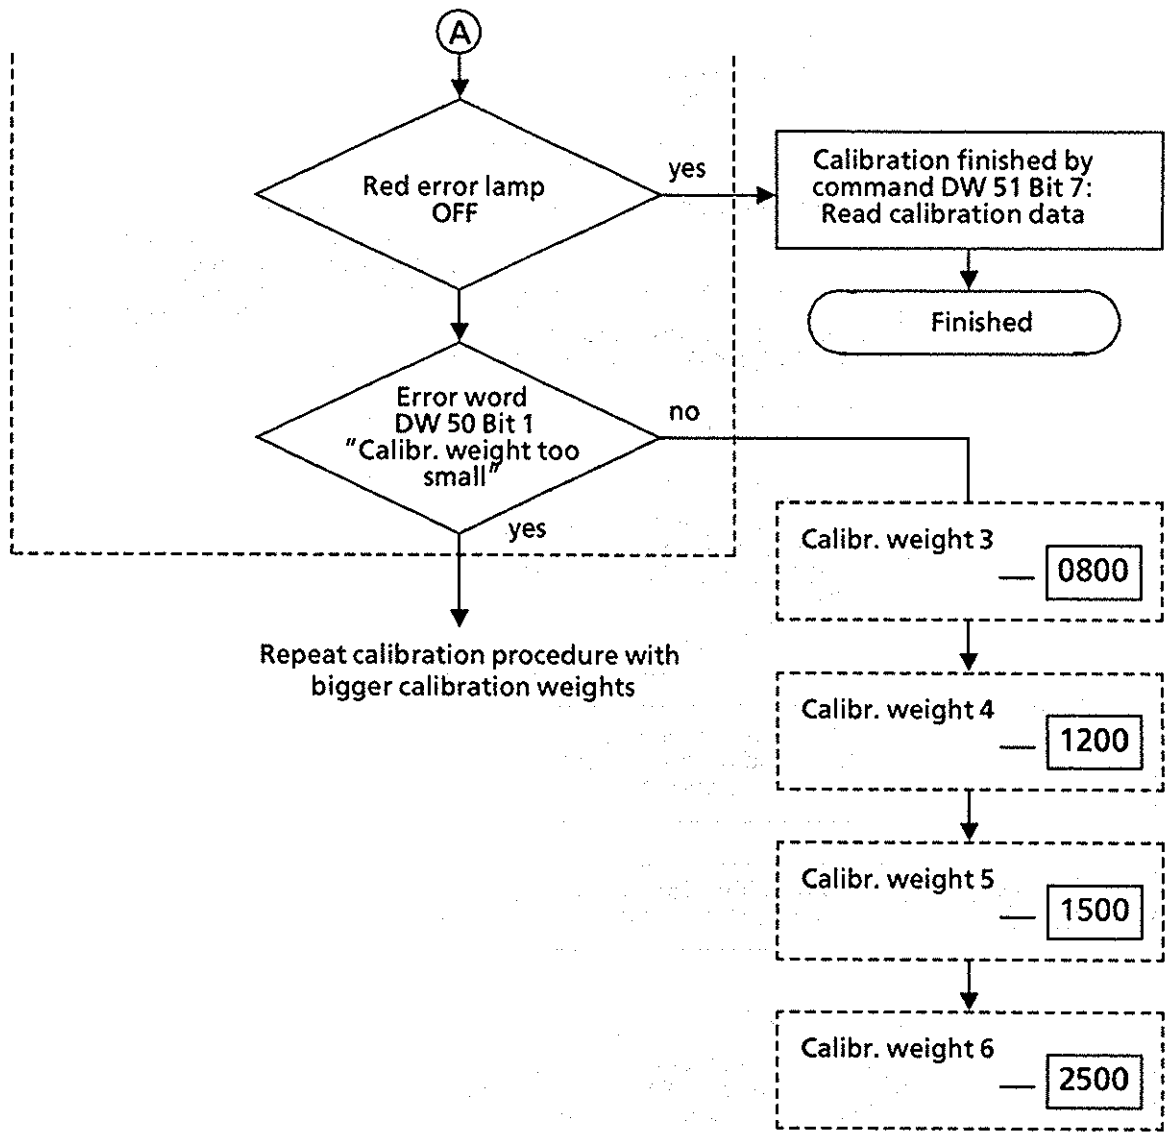 A
Red error lamp
OFF
yes
Calibration finished by
command DW 51 Bit 7:
Read calibration data
Finished
Error word
DW 50 Bit 1
"Calibr. weight too
small"
no
yes
Repeat calibration procedure with
bigger calibration weights
Calibr. weight 3
— 0800
Calibr. weight 4
— 1200
Calibr. weight 5
— 1500
Calibr. weight 6
— 2500